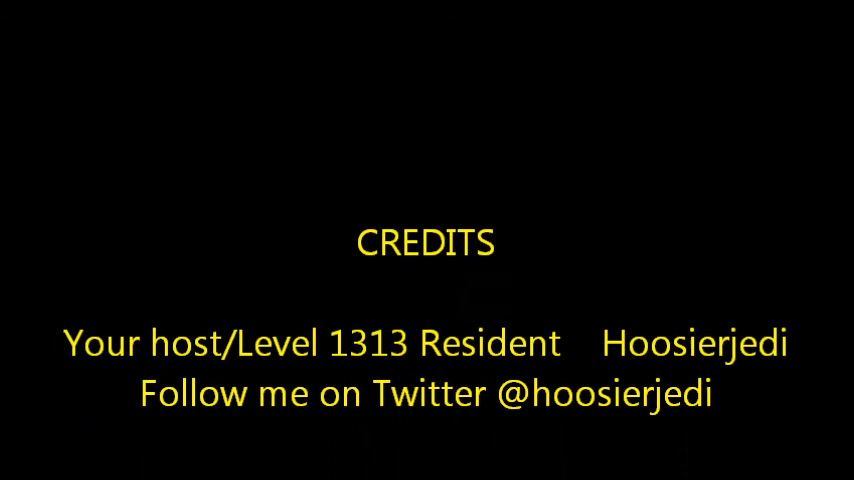 CREDITS
Your host/Level 1313 Resident Hoosierjedi
Follow me on Twitter @hoosierjedi